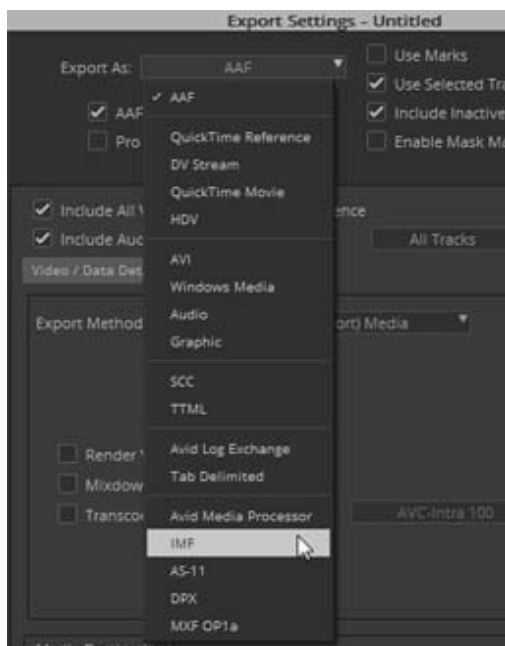 Export Settings - Untitled
Export As: AAF
Use Marks
Use Selected Tra
AAF
Include Inactive
Pro
Enable Mask Ma
✓ AAF
QuickTime Reference
DV Stream
QuickTime Movie
HDV
AVI
Windows Media
Audio
Graphic
SCC
TTML
Avid Log Exchange
Tab Delimited
Avid Media Processor
IMF
AS-11
DPX
MXF OP1a
Include All V
ence
Include Aud
All Tracks
Video / Data Det
Export Method
ort) Media
Render V
Mixdow
Transco
AVC-Intra 100